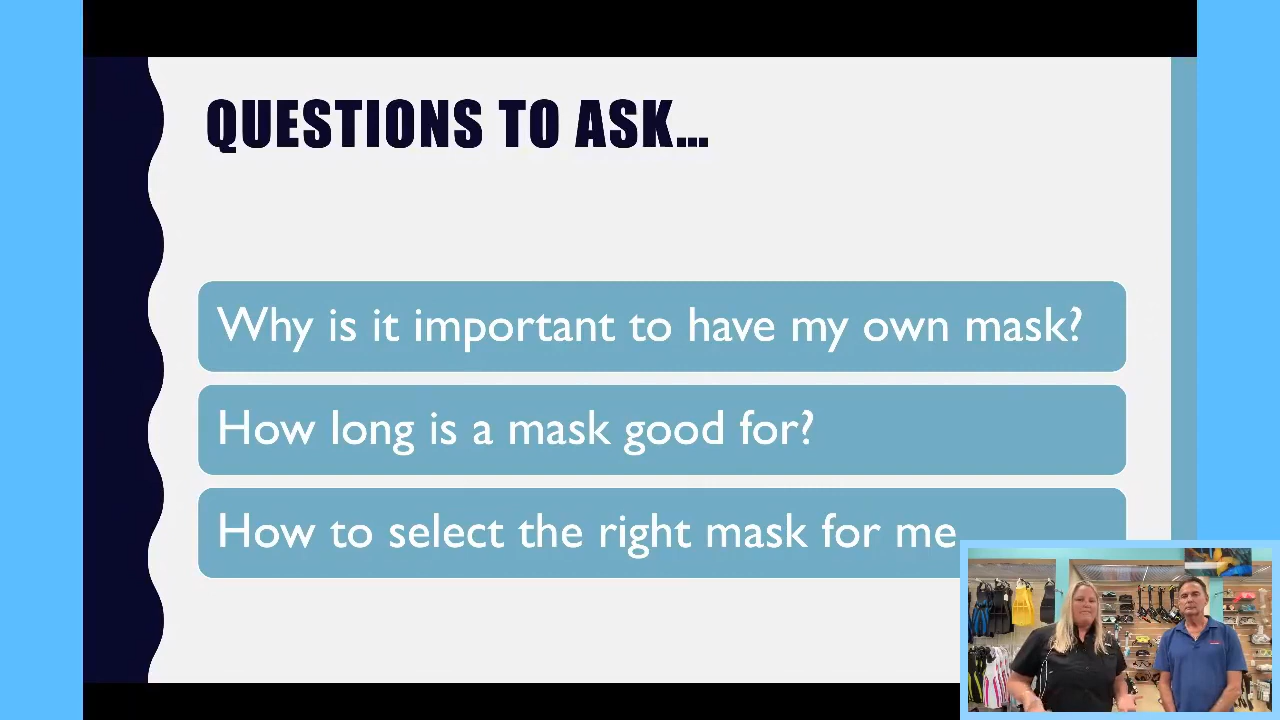 QUESTIONS TO ASK...
Why is it important to have my own mask?
How long is a mask good for?
How to select the right mask for me